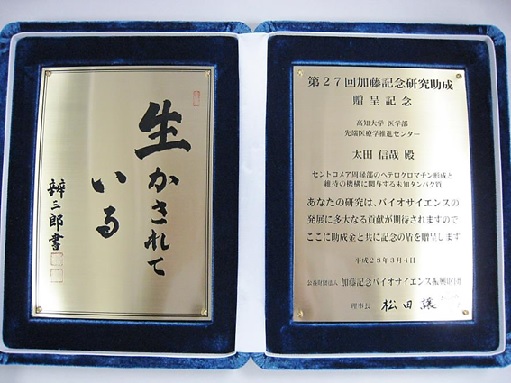 生かされて
いる
辨三郎書
第27回加藤記念研究助成
贈呈記念
高知大学 医学部
先端医療学推進センター
太田 信哉 殿
セントロメア周辺部のヘテロクロマチン形成と
維持の機構に関与する未知タンパク質
あなたの研究は、バイオサイエンスの
発展に多大なる貢献が期待されますので
ここに助成金と共に記念の盾を贈呈します
平成28年3月4日
公益財団法人 加藤記念バイオサイエンス振興財団
理事長 松田 譲